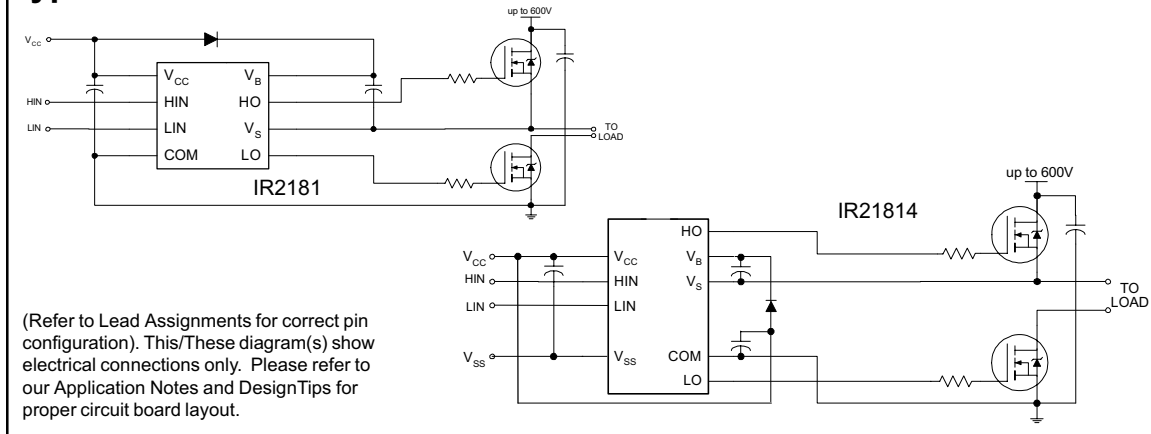 up to 600V
VCC
VCC
VB
HIN
HIN
HO
LIN
LIN
VS
TO
LOAD
COM
LO
IR2181
up to 600V
IR21814
HO
VCC
VCC
VB
HIN
HIN
VS
LIN
LIN
TO
LOAD
VSS
VSS
COM
LO
(Refer to Lead Assignments for correct pin
configuration). This/These diagram(s) show
electrical connections only. Please refer to
our Application Notes and DesignTips for
proper circuit board layout.